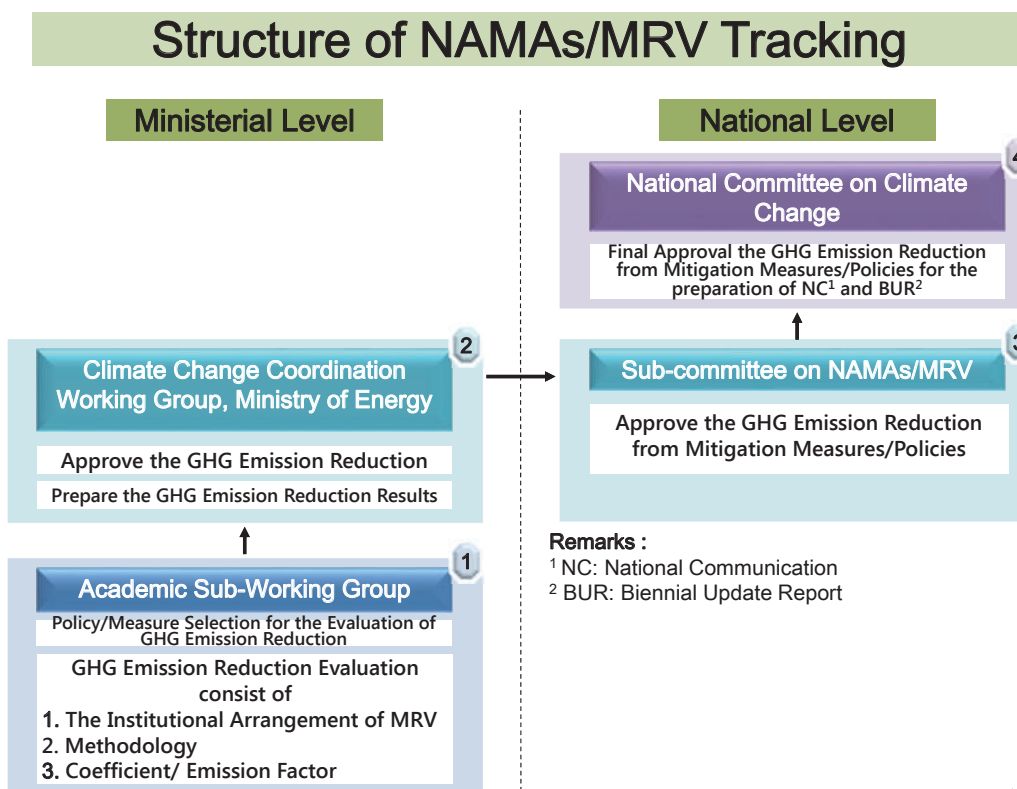 Structure of NAMAs/MRV Tracking
Ministerial Level
2
Climate Change Coordination
Working Group, Ministry of Energy
Approve the GHG Emission Reduction
Prepare the GHG Emission Reduction Results
1
Academic Sub-Working Group
Policy/Measure Selection for the Evaluation of
GHG Emission Reduction
GHG Emission Reduction Evaluation
consist of
1. The Institutional Arrangement of MRV
2. Methodology
3. Coefficient/ Emission Factor
National Level
4
National Committee on Climate
Change
Final Approval the GHG Emission Reduction
from Mitigation Measures/Policies for the
preparation of NC¹ and BUR²
3
Sub-committee on NAMAs/MRV
Approve the GHG Emission Reduction
from Mitigation Measures/Policies
Remarks :
¹ NC: National Communication
² BUR: Biennial Update Report